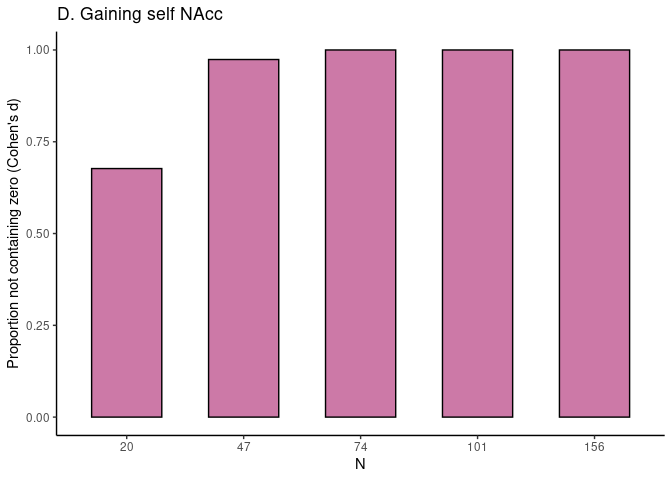 D. Gaining self NAcc
Proportion not containing zero (Cohen's d)
1.00
0.75
0.50
0.25
0.00
20 47 74 101 156
N